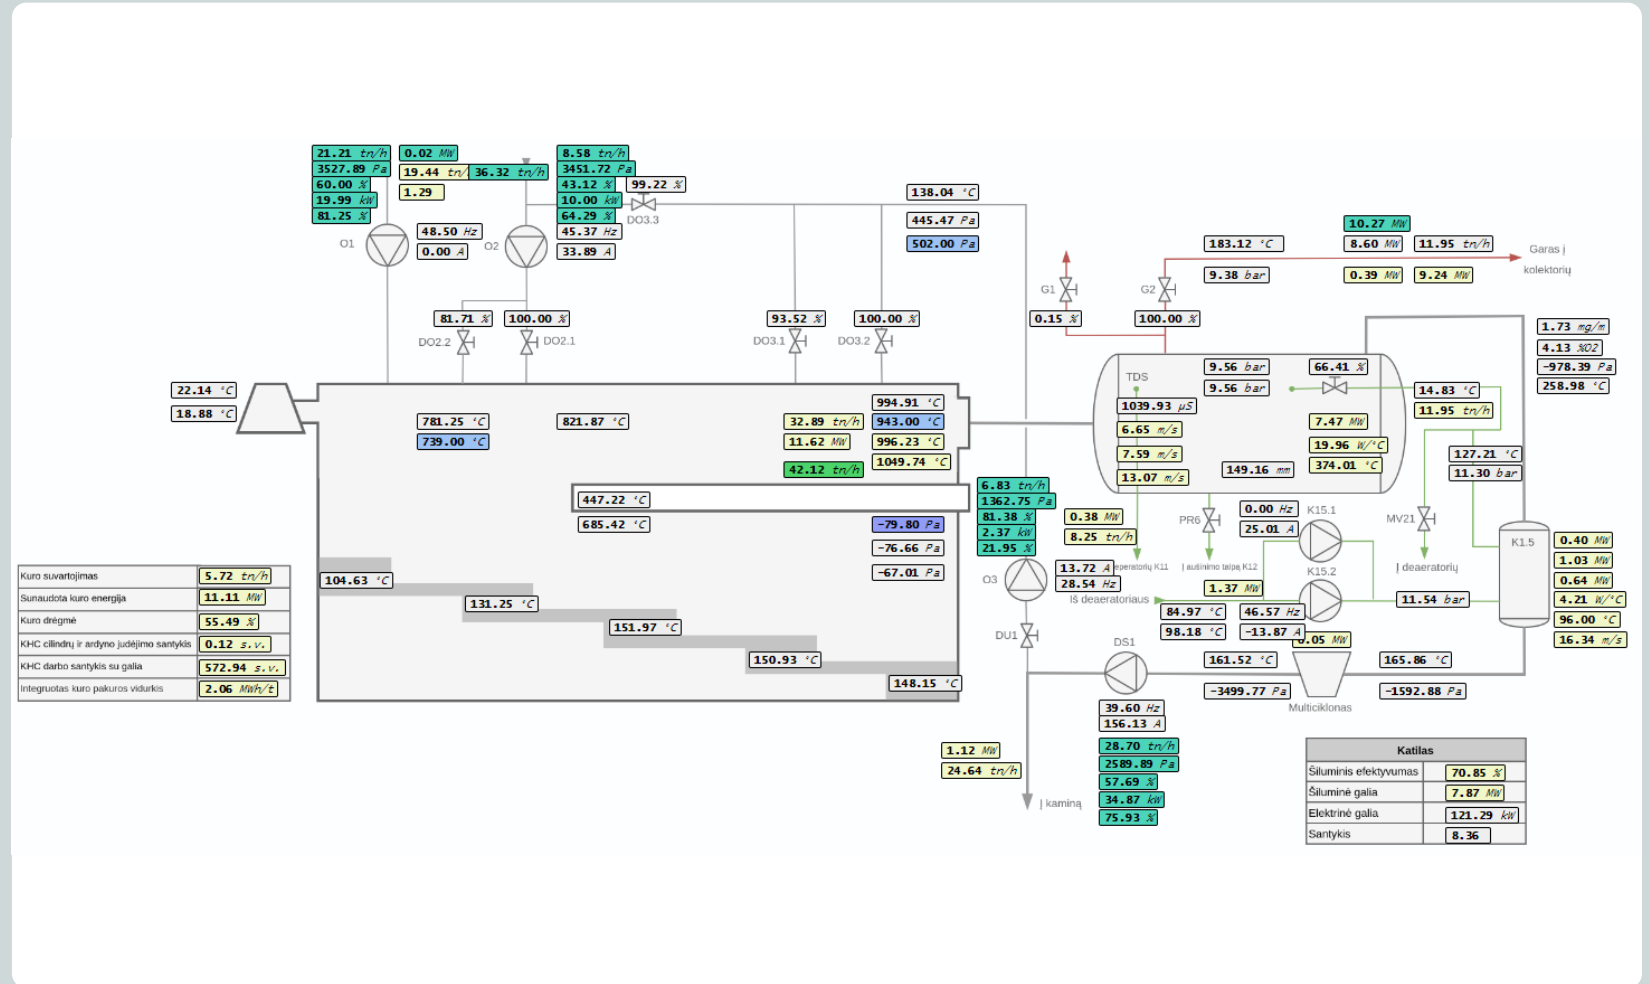 21.21 tn/h
3527.89 Pa
60.00 %
19.99 kW
81.25 %
0.02 MW
19.44 tn/
1.29
36.32 tn/h
8.58 tn/h
3451.72 Pa
43.12 %
10.00 kW
64.29 %
45.37 Hz
33.89 A
99.22 %
DO3.3
O1
48.50 Hz
0.00 A
O2
138.04 °C
445.47 Pa
502.00 Pa
81.71 %
100.00 %
DO2.2
DO2.1
93.52 %
100.00 %
DO3.1
DO3.2
183.12 °C
9.38 bar
10.27 MW
8.60 MW
11.95 tn/h
0.39 MW
9.24 MW
Garas į
kolektorių
G1
G2
0.15 %
100.00 %
1.73 mg/m
4.13 %O2
-978.39 Pa
258.98 °C
22.14 °C
18.88 °C
781.25 °C
739.00 °C
821.87 °C
32.89 tn/h
11.62 MW
42.12 tn/h
994.91 °C
943.00 °C
996.23 °C
1049.74 °C
447.22 °C
685.42 °C
-79.80 Pa
-76.66 Pa
-67.01 Pa
TDS
1039.93 µS
6.65 m/s
7.59 m/s
13.07 m/s
9.56 bar
9.56 bar
66.41 %
7.47 MW
19.96 W/°C
374.01 °C
149.16 mm
14.83 °C
11.95 tn/h
127.21 °C
11.30 bar
6.83 tn/h
1362.75 Pa
81.38 %
2.37 kW
21.95 %
0.38 MW
8.25 tn/h
PR6
0.00 Hz
25.01 A
K15.1
MV21
K1.5
0.40 MW
1.03 MW
0.64 MW
4.21 W/°C
96.00 °C
16.34 m/s
O3
13.72 A
28.54 Hz
eperatorių K11
Į aušinimo talpą K12
K15.2
Į deaeratorių
Iš deaeratoriaus
1.37 MW
84.97 °C
98.18 °C
46.57 Hz
-13.87 A
0.05 MW
11.54 bar
DU1
DS1
161.52 °C
165.86 °C
-3499.77 Pa
-1592.88 Pa
Multiciklonas
39.60 Hz
156.13 A
28.70 tn/h
2589.89 Pa
57.69 %
34.87 kW
75.93 %
1.12 MW
24.64 tn/h
Į kaminą
104.63 °C
131.25 °C
151.97 °C
150.93 °C
148.15 °C
Kuro suvartojimas 5.72 tn/h
Sunaudota kuro energija 11.11 MW
Kuro drėgmė 55.49 %
KHC cilindrų ir ardyno judėjimo santykis 0.12 s.v.
KHC darbo santykis su galia 572.94 s.v.
Integruotas kuro pakuros vidurkis 2.06 MWh/t
Katilas
Šiluminis efektyvumas 70.85 %
Šiluminė galia 7.87 MW
Elektrinė galia 121.29 kW
Santykis 8.36